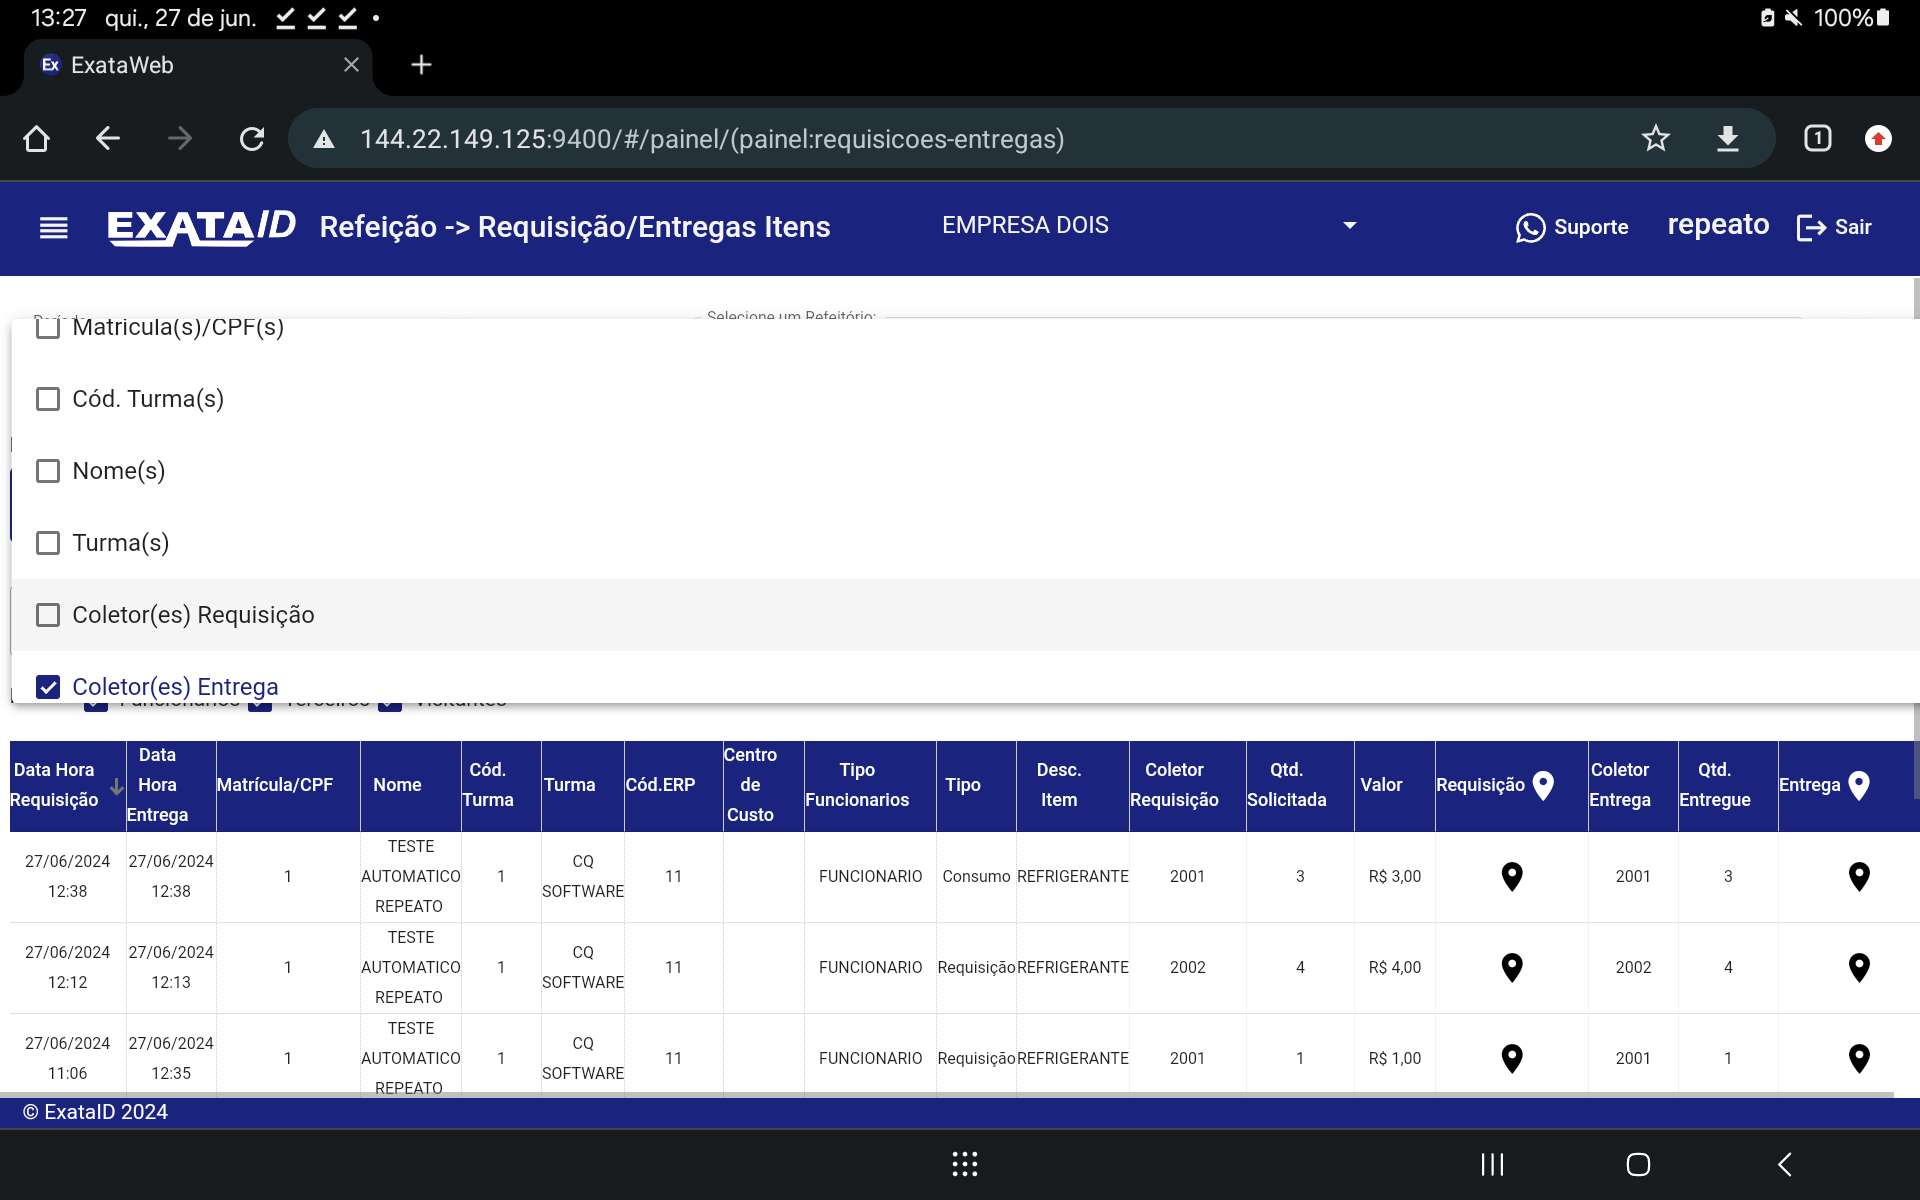 13:27 qui., 27 de jun. 100%
Ex ExataWeb
144.22.149.125:9400/#/painel/(painel:requisicoes-entregas) 1
EXATA/ID Refeição -> Requisição/Entregas Itens EMPRESA DOIS Suporte repeato Sair
Selecione um Refeitório:
Matrícula(s)/CPF(s)
Cód. Turma(s)
Nome(s)
Turma(s)
Coletor(es) Requisição
Coletor(es) Entrega
Funcionários Terceiros Visitantes
Data Hora Requisição Data Hora Entrega Matrícula/CPF Nome Cód. Turma Turma Cód.ERP Centro de Custo Tipo Funcionarios Tipo Desc. Item Coletor Requisição Qtd. Solicitada Valor Requisição Coletor Entrega Qtd. Entregue Entrega
27/06/2024 12:38 27/06/2024 12:38 1 TESTE AUTOMATICO REPEATO 1 CQ SOFTWARE 11 FUNCIONARIO Consumo REFRIGERANTE 2001 3 R$ 3,00 2001 3
27/06/2024 12:12 27/06/2024 12:13 1 TESTE AUTOMATICO REPEATO 1 CQ SOFTWARE 11 FUNCIONARIO Requisição REFRIGERANTE 2002 4 R$ 4,00 2002 4
27/06/2024 11:06 27/06/2024 12:35 1 TESTE AUTOMATICO REPEATO 1 CQ SOFTWARE 11 FUNCIONARIO Requisição REFRIGERANTE 2001 1 R$ 1,00 2001 1
© ExataID 2024